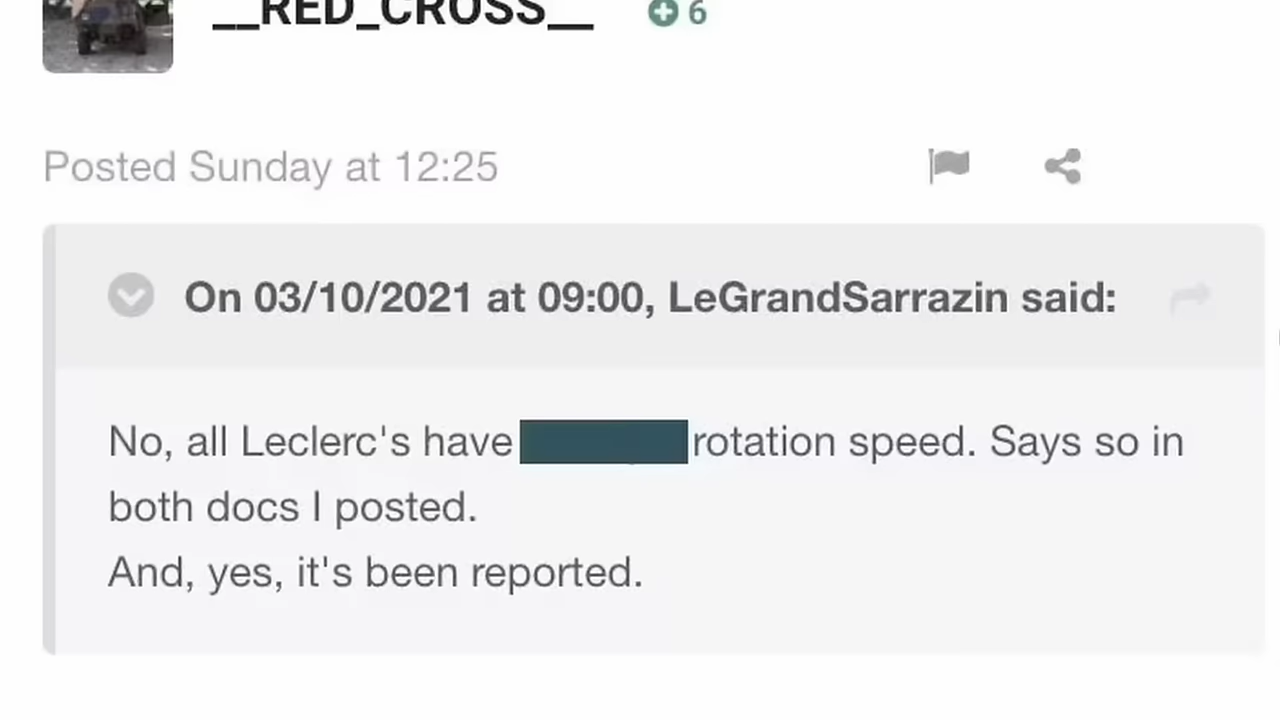 __RED_CROSS__ 6
Posted Sunday at 12:25
On 03/10/2021 at 09:00, LeGrandSarrazin said:
No, all Leclerc's have rotation speed. Says so in
both docs I posted.
And, yes, it's been reported.